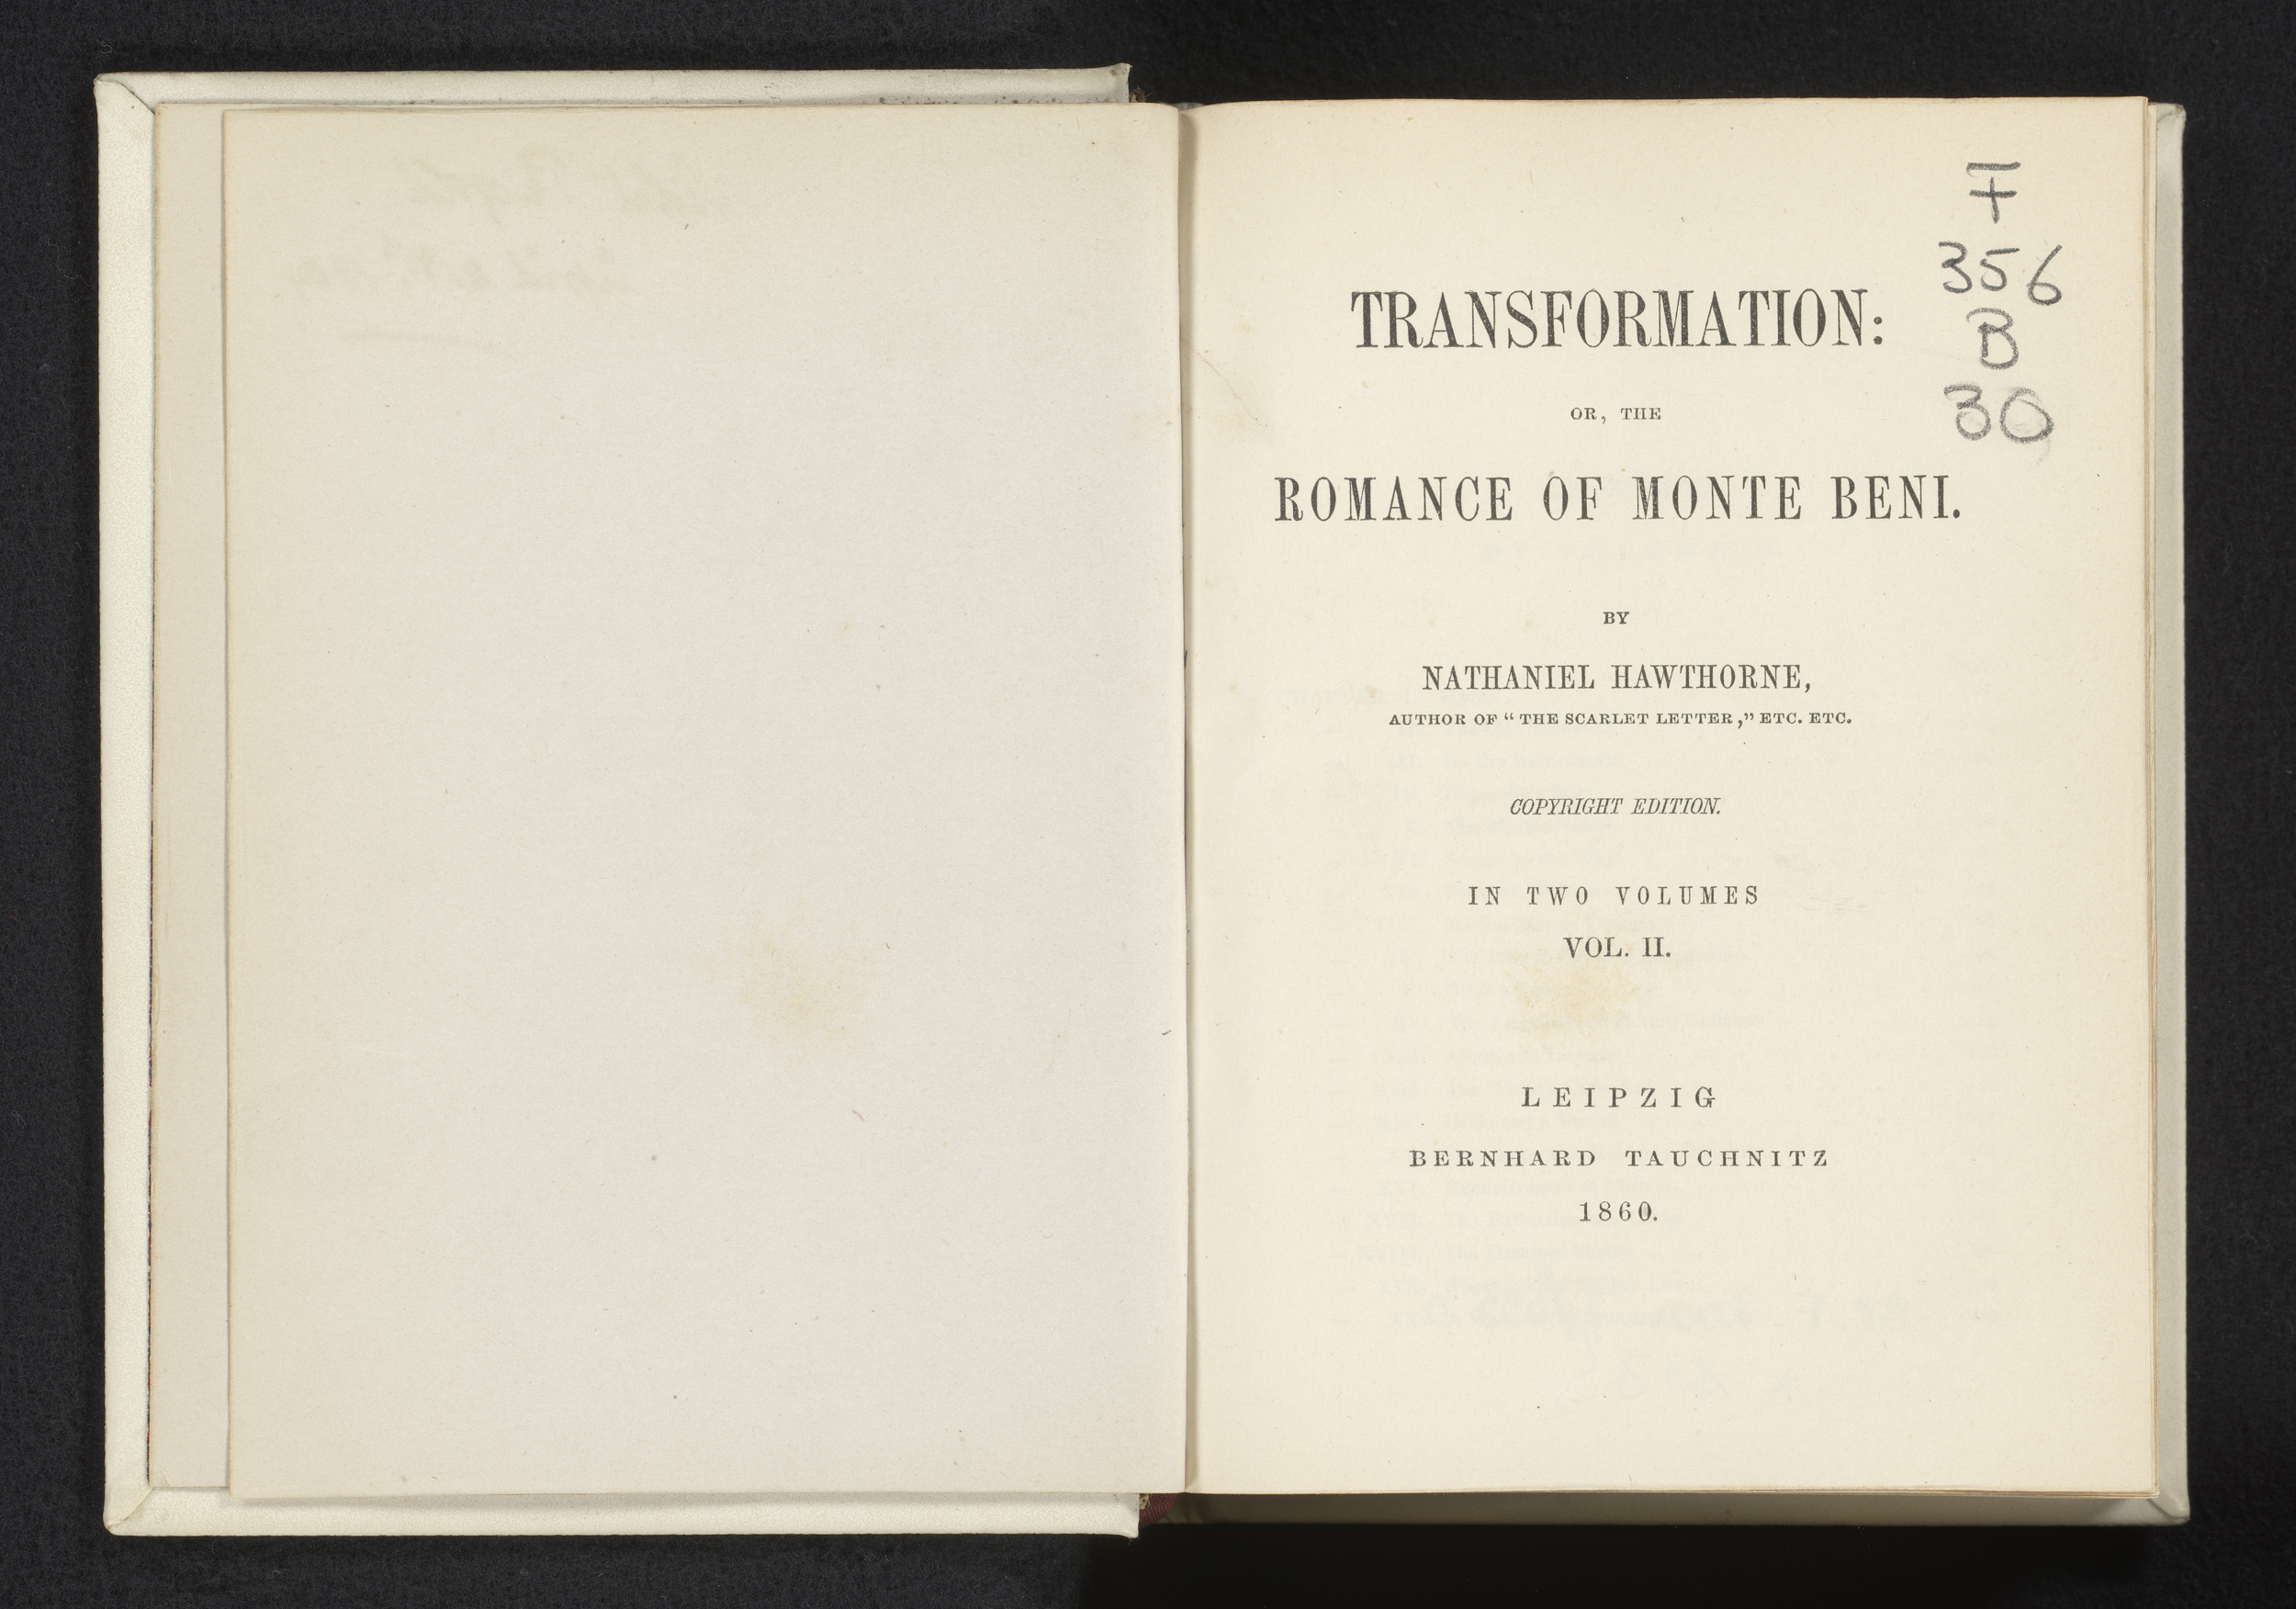 F
356
B
30
TRANSFORMATION:
OR, THE
ROMANCE OF MONTE BENI.
BY
NATHANIEL HAWTHORNE,
AUTHOR OF “THE SCARLET LETTER,” ETC. ETC.
COPYRIGHT EDITION.
IN TWO VOLUMES
VOL. II.
LEIPZIG
BERNHARD TAUCHNITZ
1860.